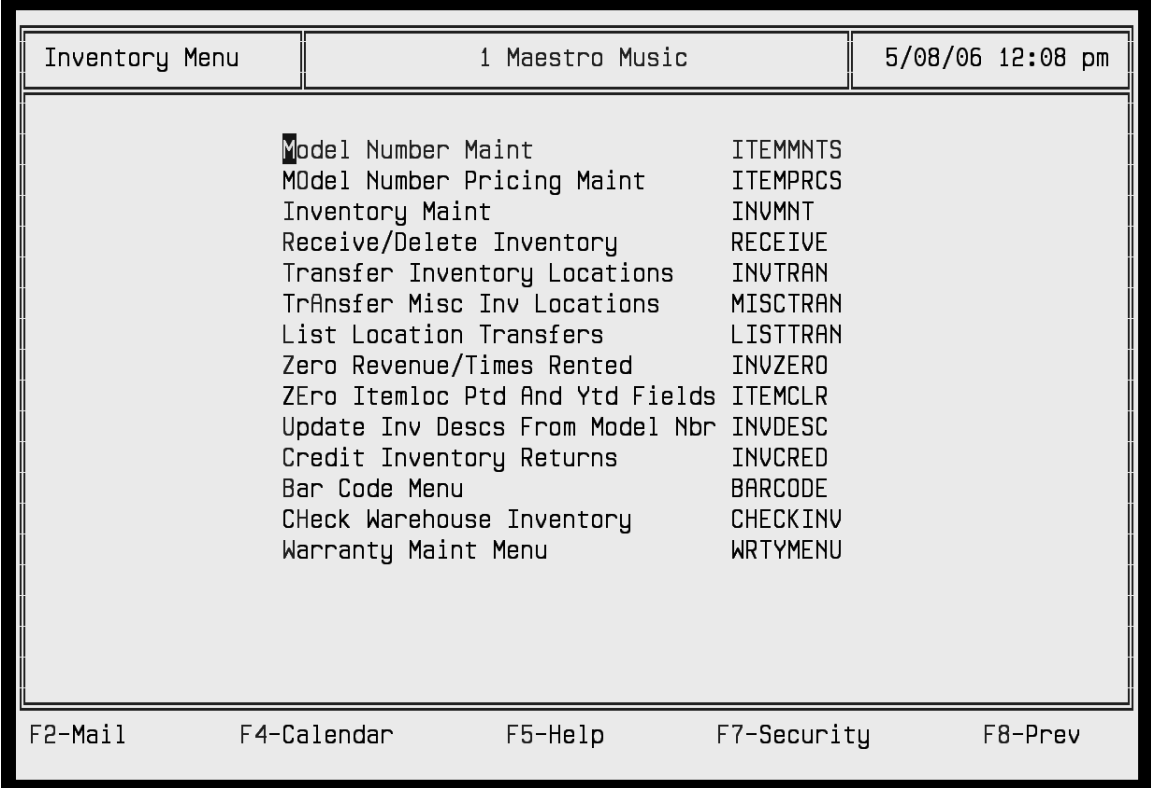 Inventory Menu 1 Maestro Music 5/08/06 12:08 pm
Model Number Maint ITEMMNTS
MOdel Number Pricing Maint ITEMPRCS
Inventory Maint INVMNT
Receive/Delete Inventory RECEIVE
Transfer Inventory Locations INVTRAN
TrAnsfer Misc Inv Locations MISCTRAN
List Location Transfers LISTTRAN
Zero Revenue/Times Rented INVZERO
ZEro Itemloc Ptd And Ytd Fields ITEMCLR
Update Inv Descs From Model Nbr INVDESC
Credit Inventory Returns INVCRED
Bar Code Menu BARCODE
CHeck Warehouse Inventory CHECKINV
Warranty Maint Menu WRTYMENU
F2-Mail F4-Calendar F5-Help F7-Security F8-Prev